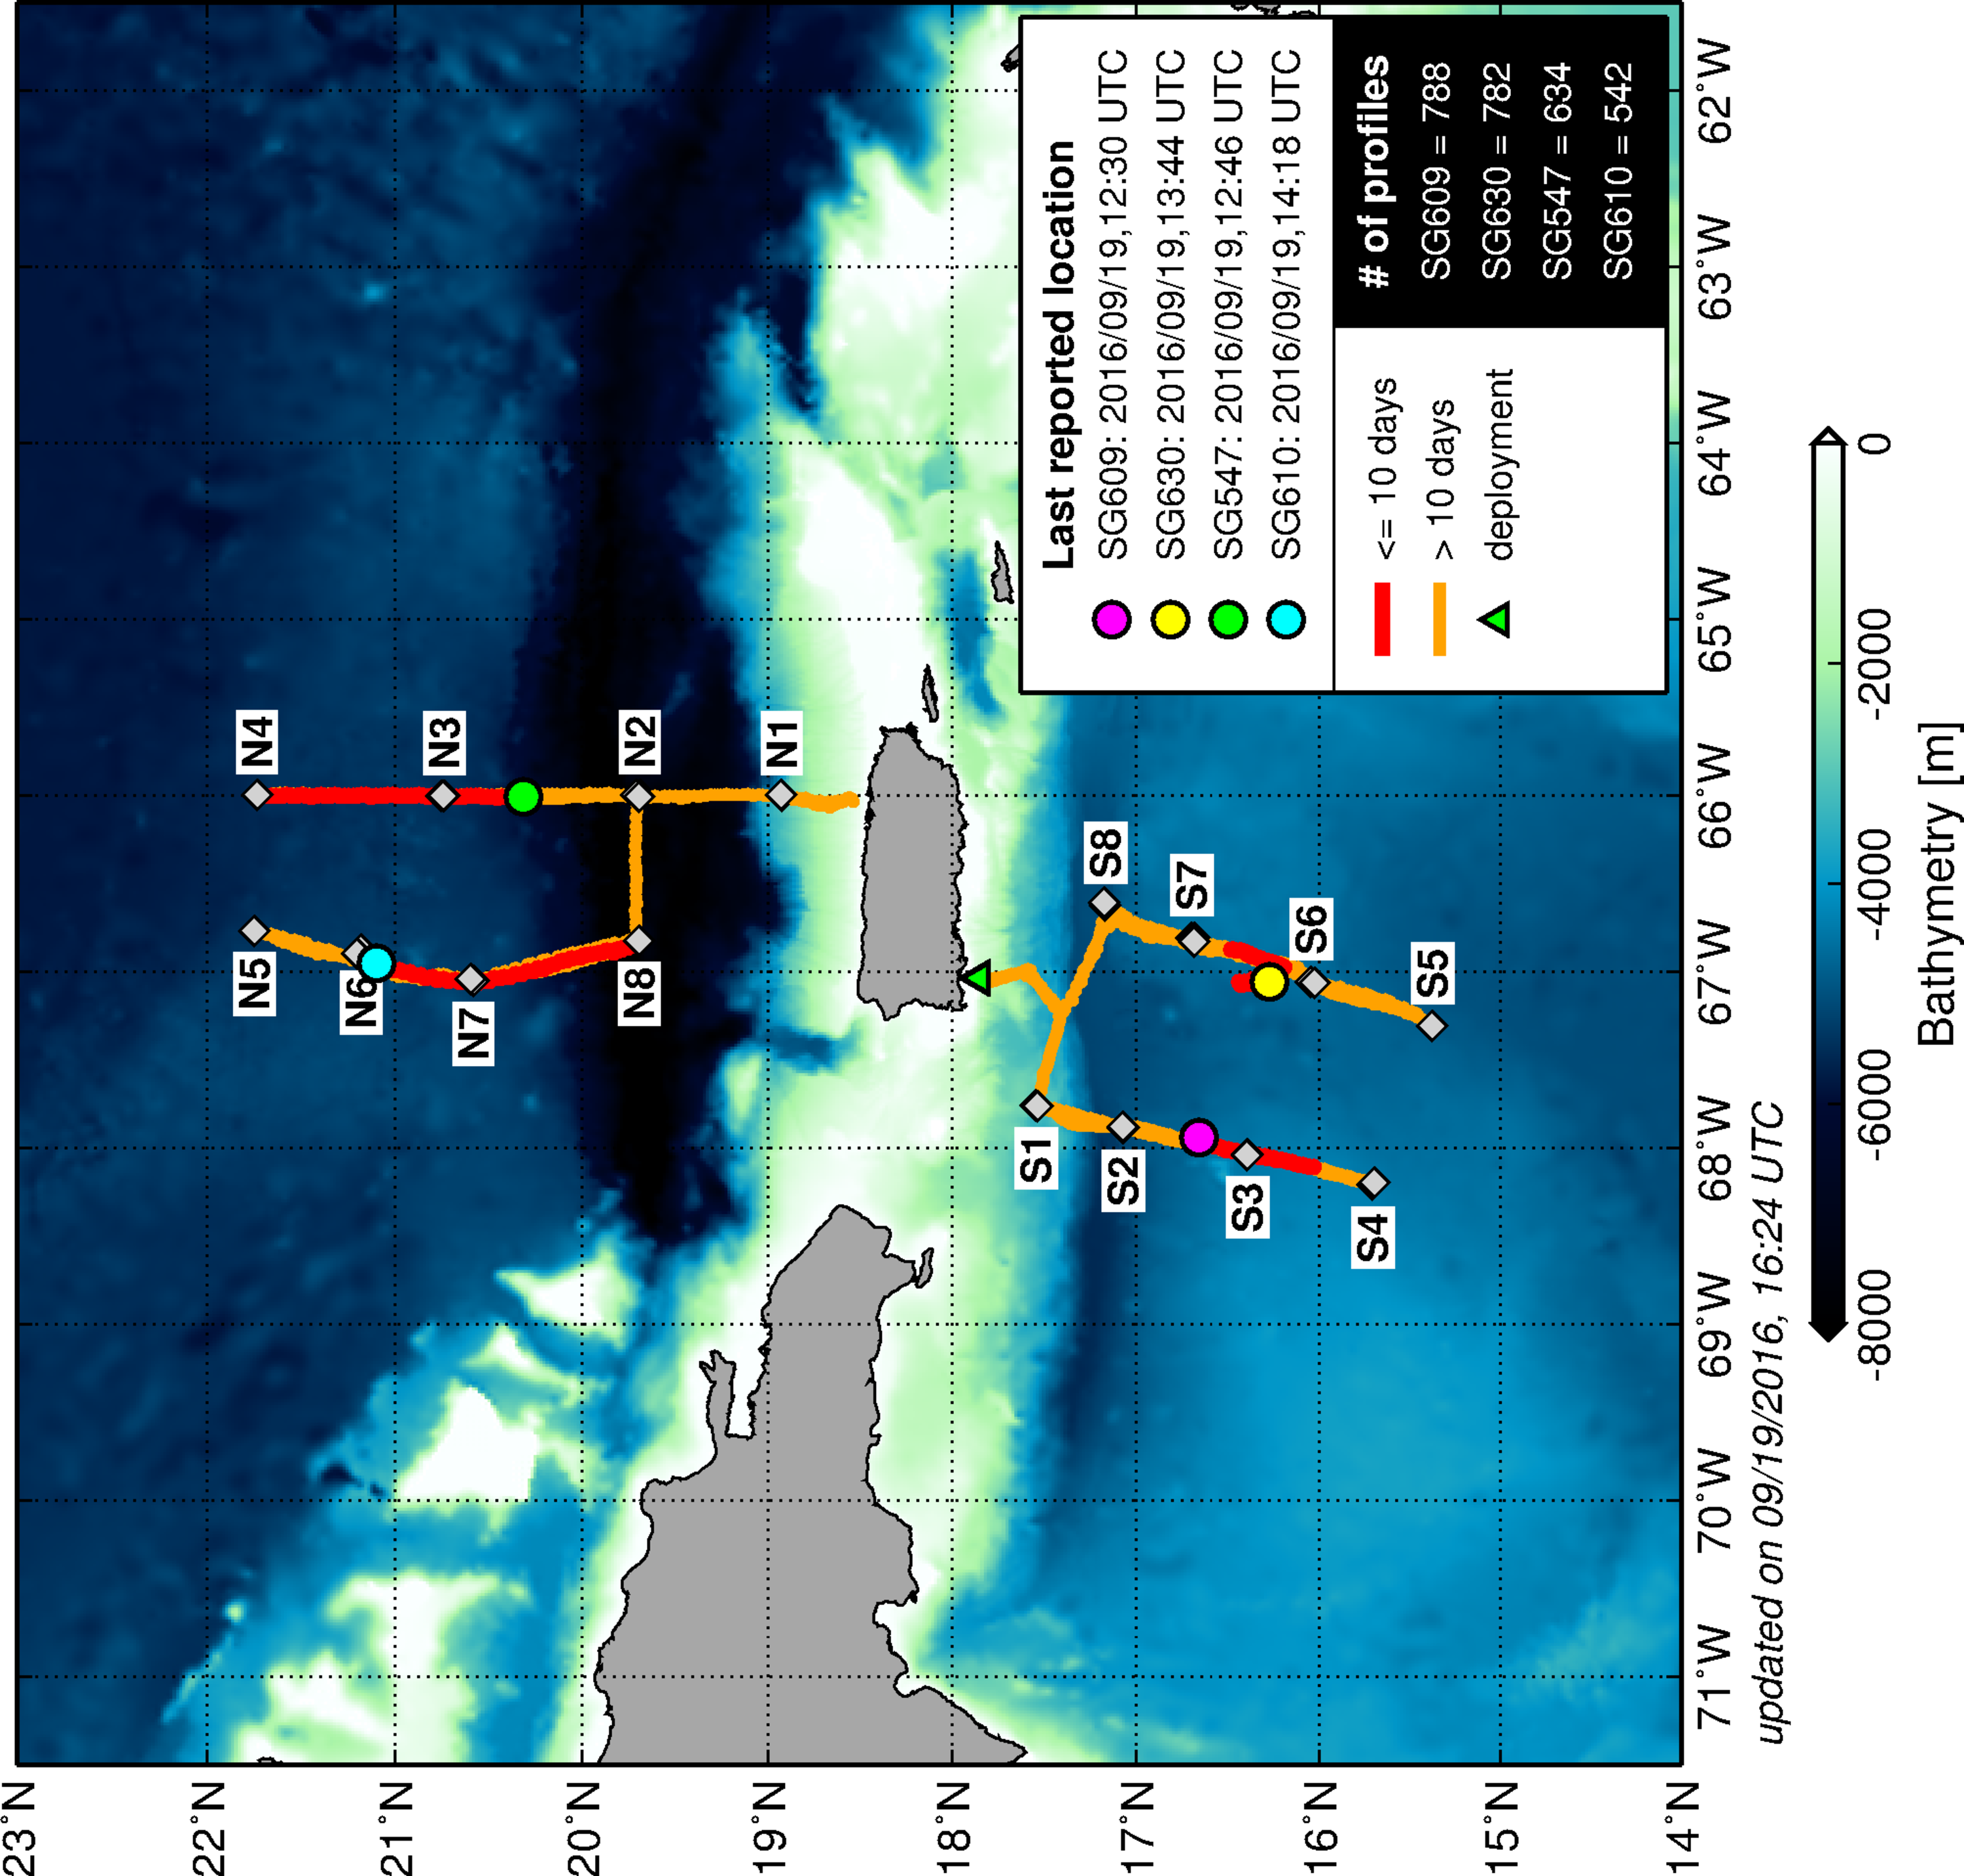 23°N
22°N
21°N
20°N
19°N
18°N
17°N
16°N
15°N
14°N
71°W
70°W
69°W
68°W
67°W
66°W
65°W
64°W
63°W
62°W
N4
N3
N2
N1
N5
N6
N7
N8
S1
S2
S3
S4
S8
S7
S6
S5
Last reported location
SG609: 2016/09/19,12:30 UTC
SG630: 2016/09/19,13:44 UTC
SG547: 2016/09/19,12:46 UTC
SG610: 2016/09/19,14:18 UTC
<= 10 days
> 10 days
deployment
# of profiles
SG609 = 788
SG630 = 782
SG547 = 634
SG610 = 542
updated on 09/19/2016, 16:24 UTC
-8000
-6000
-4000
-2000
0
Bathymetry [m]